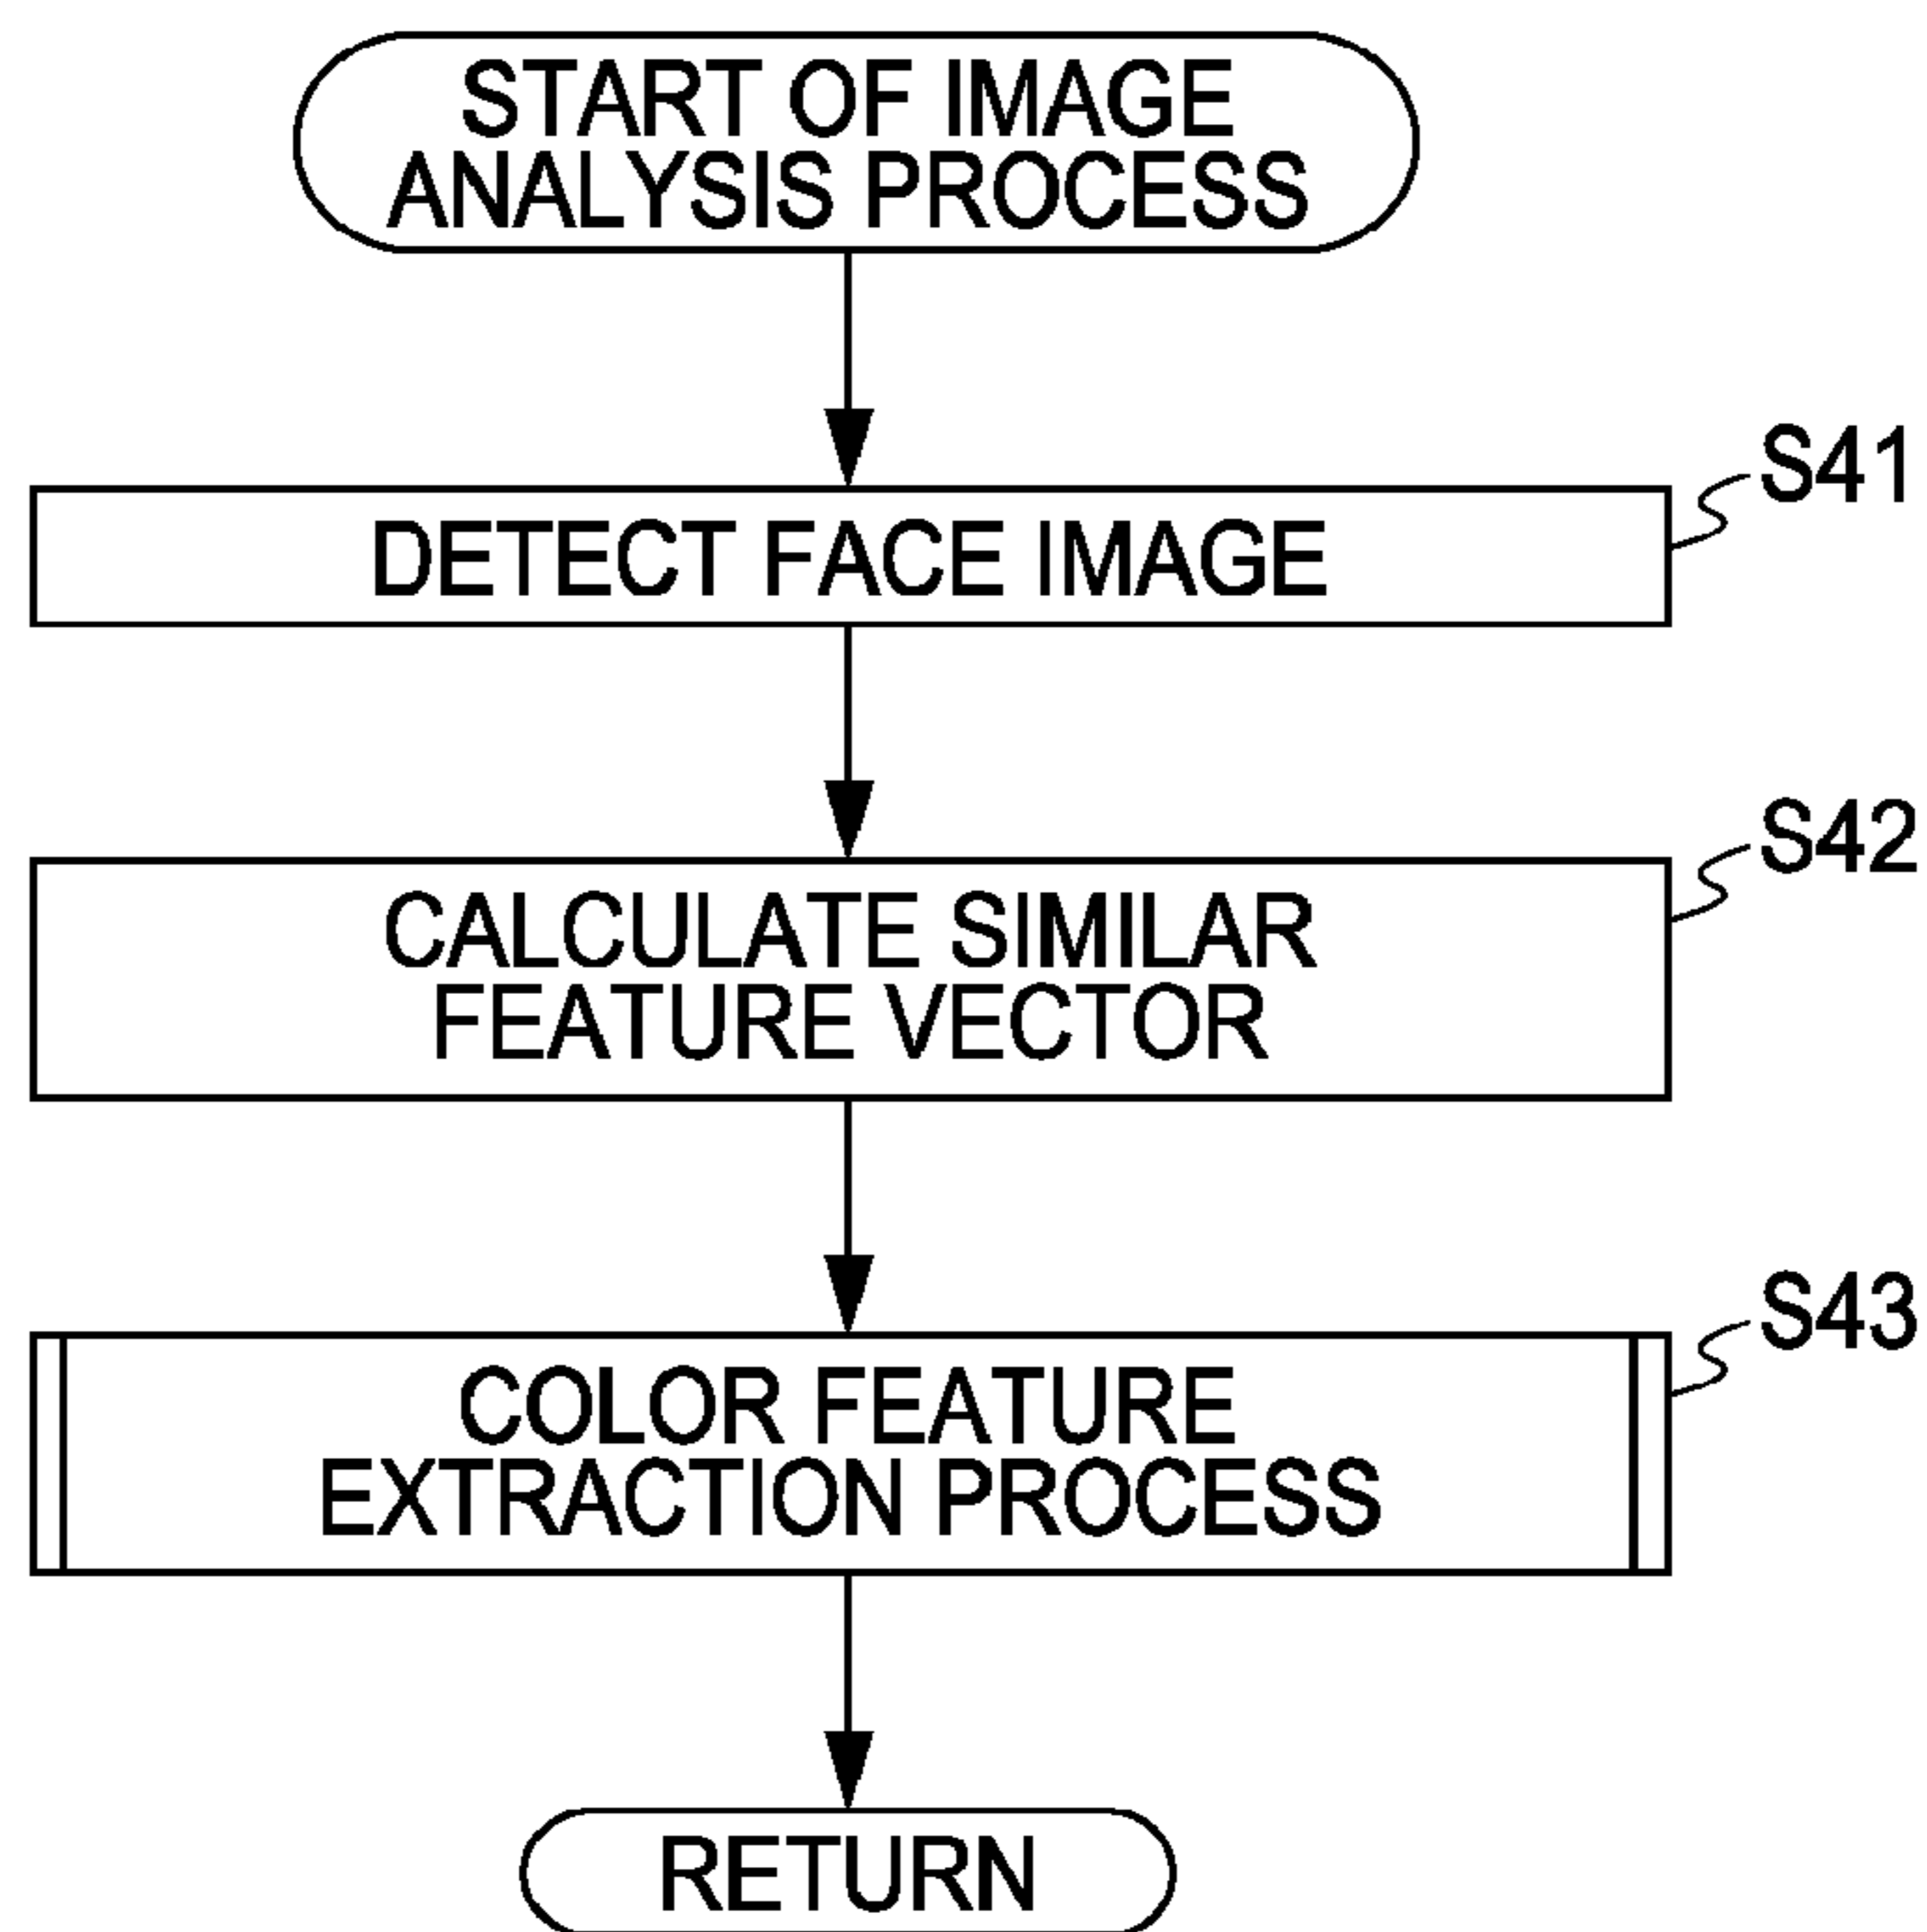 START OF IMAGE
ANALYSIS PROCESS
S41
DETECT FACE IMAGE
S42
CALCULATE SIMILAR
FEATURE VECTOR
S43
COLOR FEATURE
EXTRACTION PROCESS
RETURN